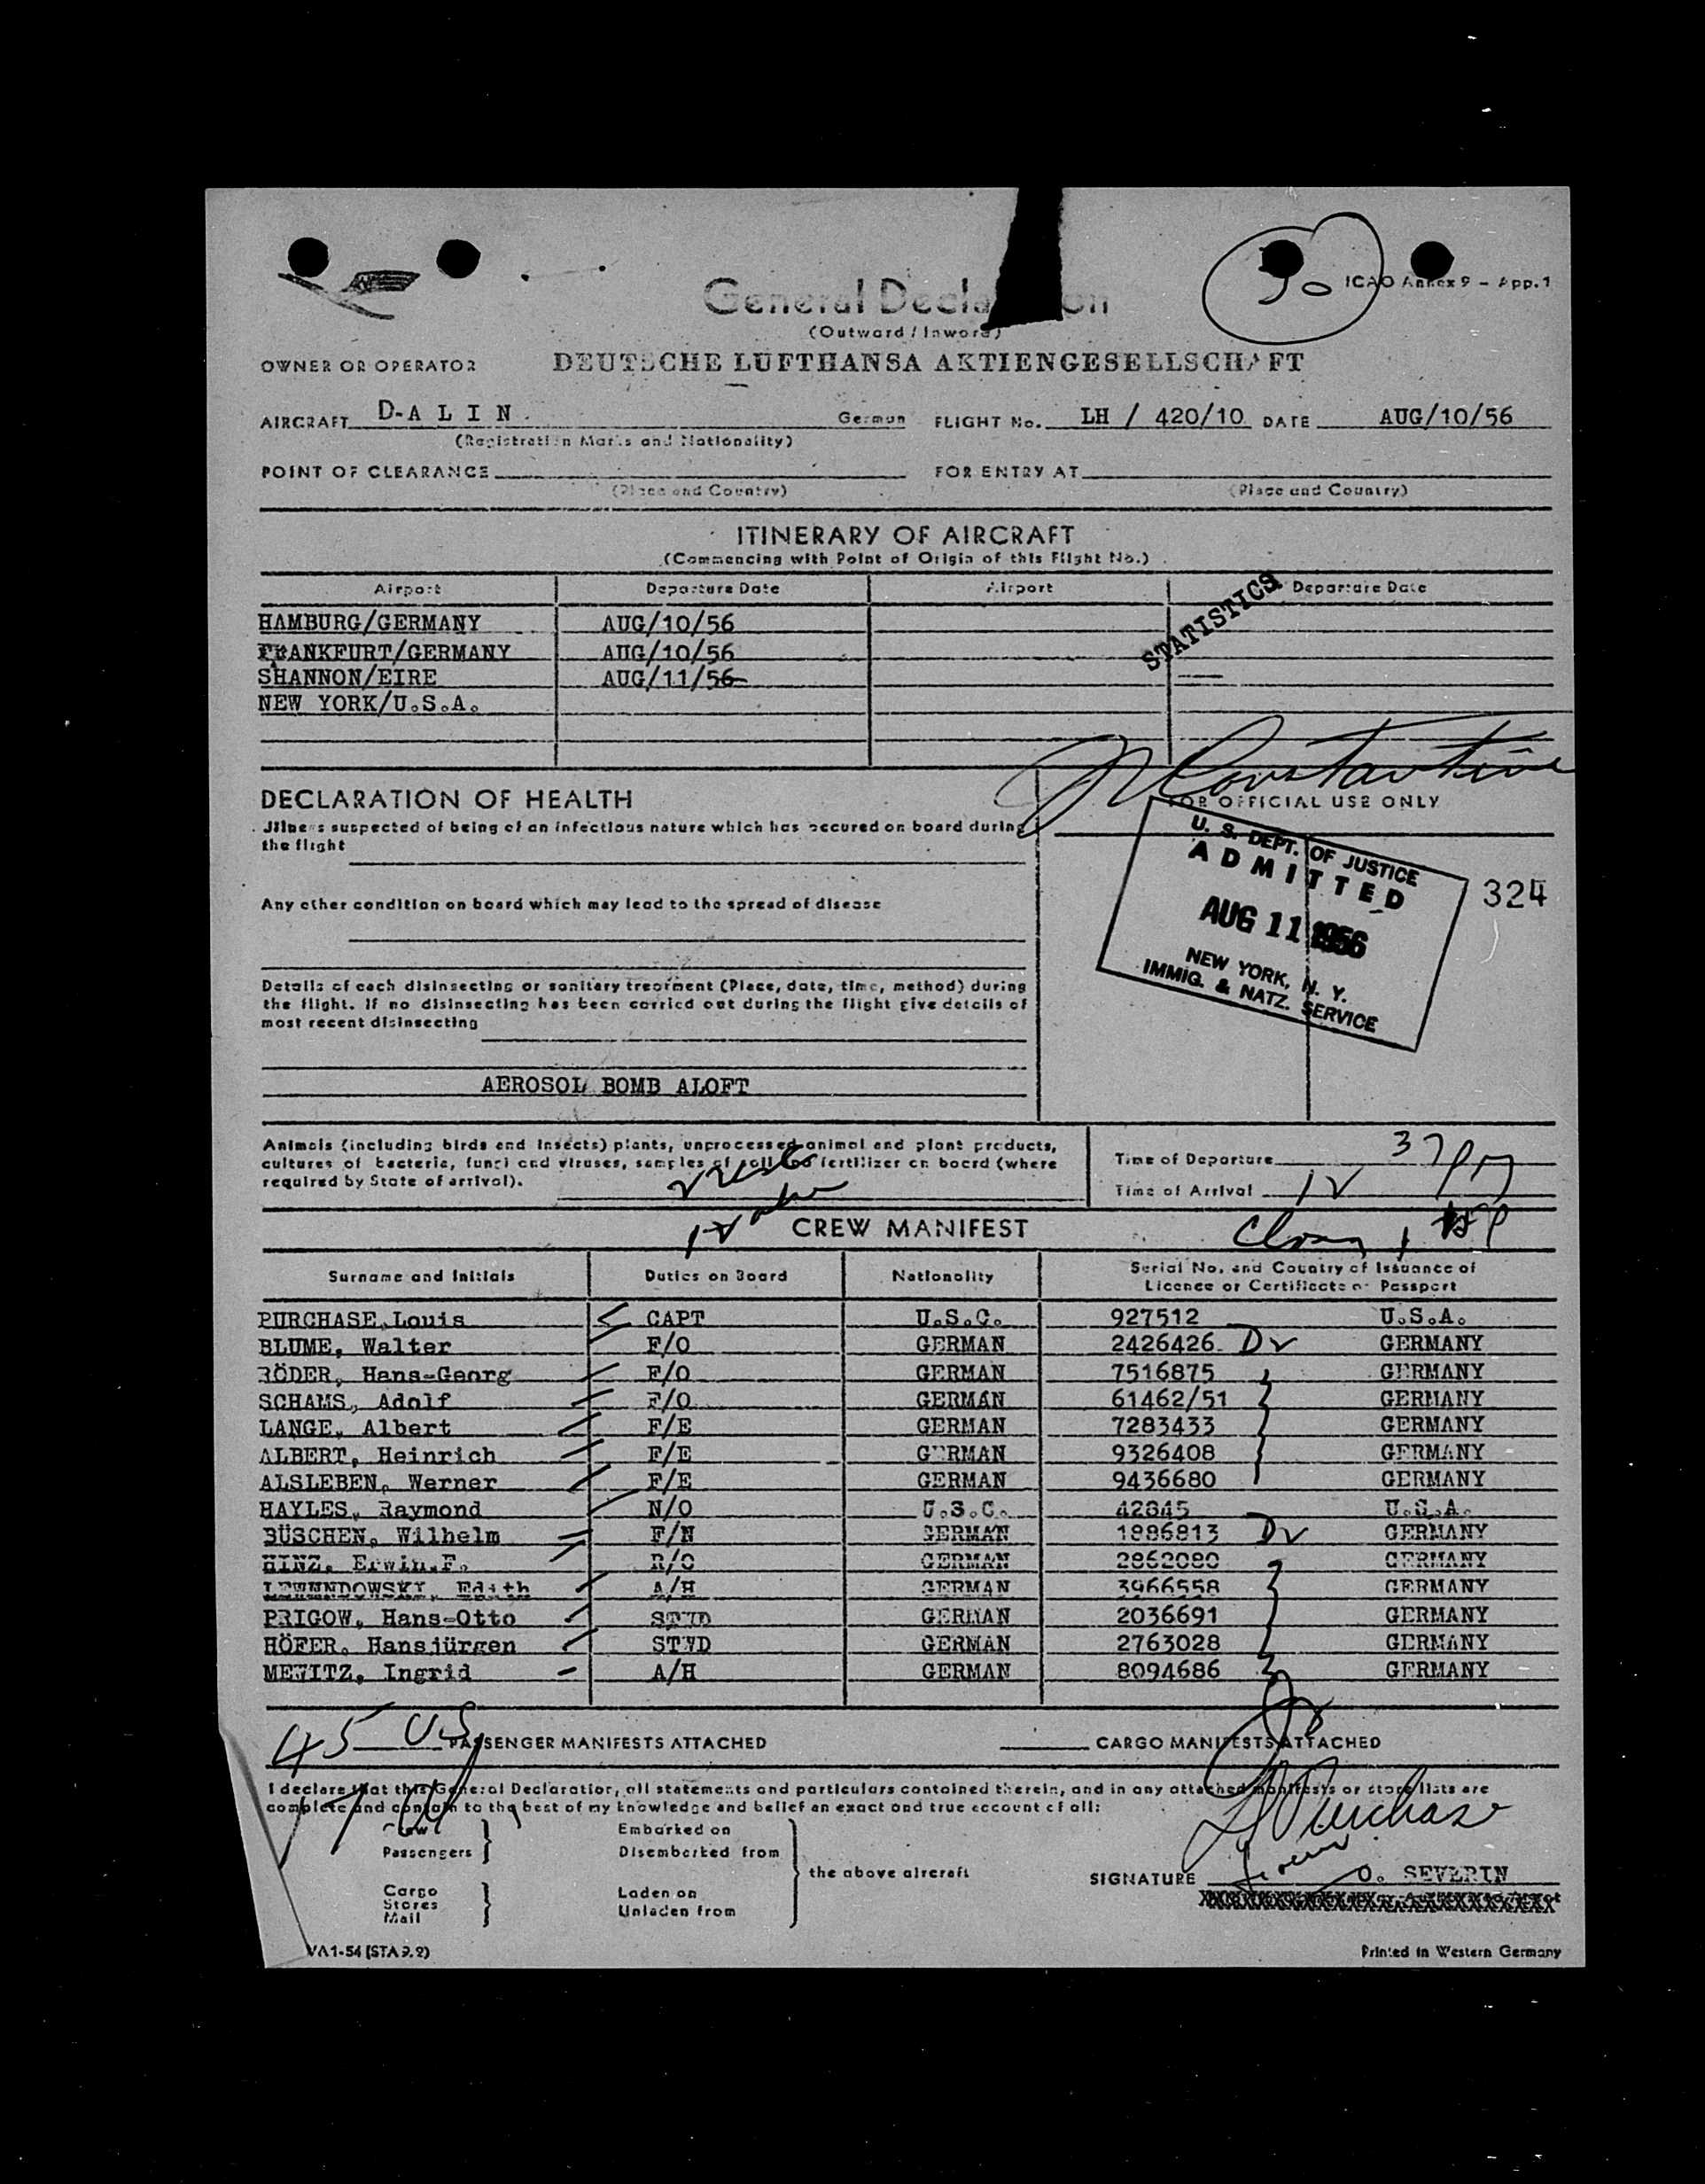 General Decla on
ICAO Annex 9 - App. 1
(Outward / Inword)
OWNER OR OPERATOR DEUTSCHE LUFTHANSA AKTIENGESELLSCHAFT
AIRCRAFT D-A L I N. German FLIGHT No. LH / 420/10 DATE AUG/10/56
(Registration Marks and Nationality)
POINT OF CLEARANCE FOR ENTRY AT
(Place and Country) (Place and Country)
ITINERARY OF AIRCRAFT
(Commencing with Point of Origin of this Flight No.)
Airport Departure Date Airport Departure Date
STATISTICS
HAMBURG/GERMANY AUG/10/56
FRANKFURT/GERMANY AUG/10/56
SHANNON/EIRE AUG/11/56
NEW YORK/U.S.A.
Constantine
DECLARATION OF HEALTH
FOR OFFICIAL USE ONLY
Jilness suspected of being of an infectious nature which has occured on board during
the flight
U. S. DEPT. OF JUSTICE
ADMITTED
AUG 11 1956
NEW YORK, N. Y.
IMMIG. & NATZ. SERVICE
324
Any other condition on board which may lead to the spread of disease
Details of each disinsecting or sanitary treatment (Place, date, time, method) during
the flight. If no disinsecting has been carried out during the flight give details of
most recent disinsecting
AEROSOL BOMB ALOFT
Animals (including birds and insects) plants, unprocessed animal and plant products,
cultures of bacteria, fungi and viruses, samples of soil and fertilizer on board (where
required by State of arrival).
Time of Departure 37 PM
Time of Arrival
CREW MANIFEST
Surname and Initials Duties on Board Nationality Serial No. and Country of Issuance of
Licence or Certificate or Passport
PURCHASE, Louis CAPT U.S.C. 927512 U.S.A.
BLUME, Walter F/O GERMAN 2426426 GERMANY
RÖDER, Hans-Georg F/O GERMAN 7516875 GERMANY
SCHAMS, Adolf F/O GERMAN 61462/51 GERMANY
LANGE, Albert F/E GERMAN 7283433 GERMANY
ALBERT, Heinrich F/E GERMAN 9326408 GERMANY
ALSLEBEN, Werner F/E GERMAN 9436680 GERMANY
HAYLES, Raymond N/O U.S.C. 42845 U.S.A.
BÜSCHEN, Wilhelm F/N GERMAN 1886813 GERMANY
HINZ, Erwin.F. R/O GERMAN 2862080 GERMANY
Edith A/H GERMAN 3966558 GERMANY
PRIGOW, Hans-Otto STWD GERMAN 2036691 GERMANY
HÖFER, Hansjürgen STWD GERMAN 2763028 GERMANY
MEWITZ, Ingrid A/H GERMAN 8094686 GERMANY
45 US PASSENGER MANIFESTS ATTACHED CARGO MANIFESTS ATTACHED
I declare that this General Declaration, all statements and particulars contained therein, and in any attached manifests or store lists are
complete and contain to the best of my knowledge and belief an exact and true account of all:
Crew
Passengers
Embarked on
Disembarked from
the above aircraft
Cargo
Stores
Mail
Laden on
Unladen from
L Purchase
SIGNATURE O. SEVERIN
VA 1-54 (STA 9.2) Printed in Western Germany